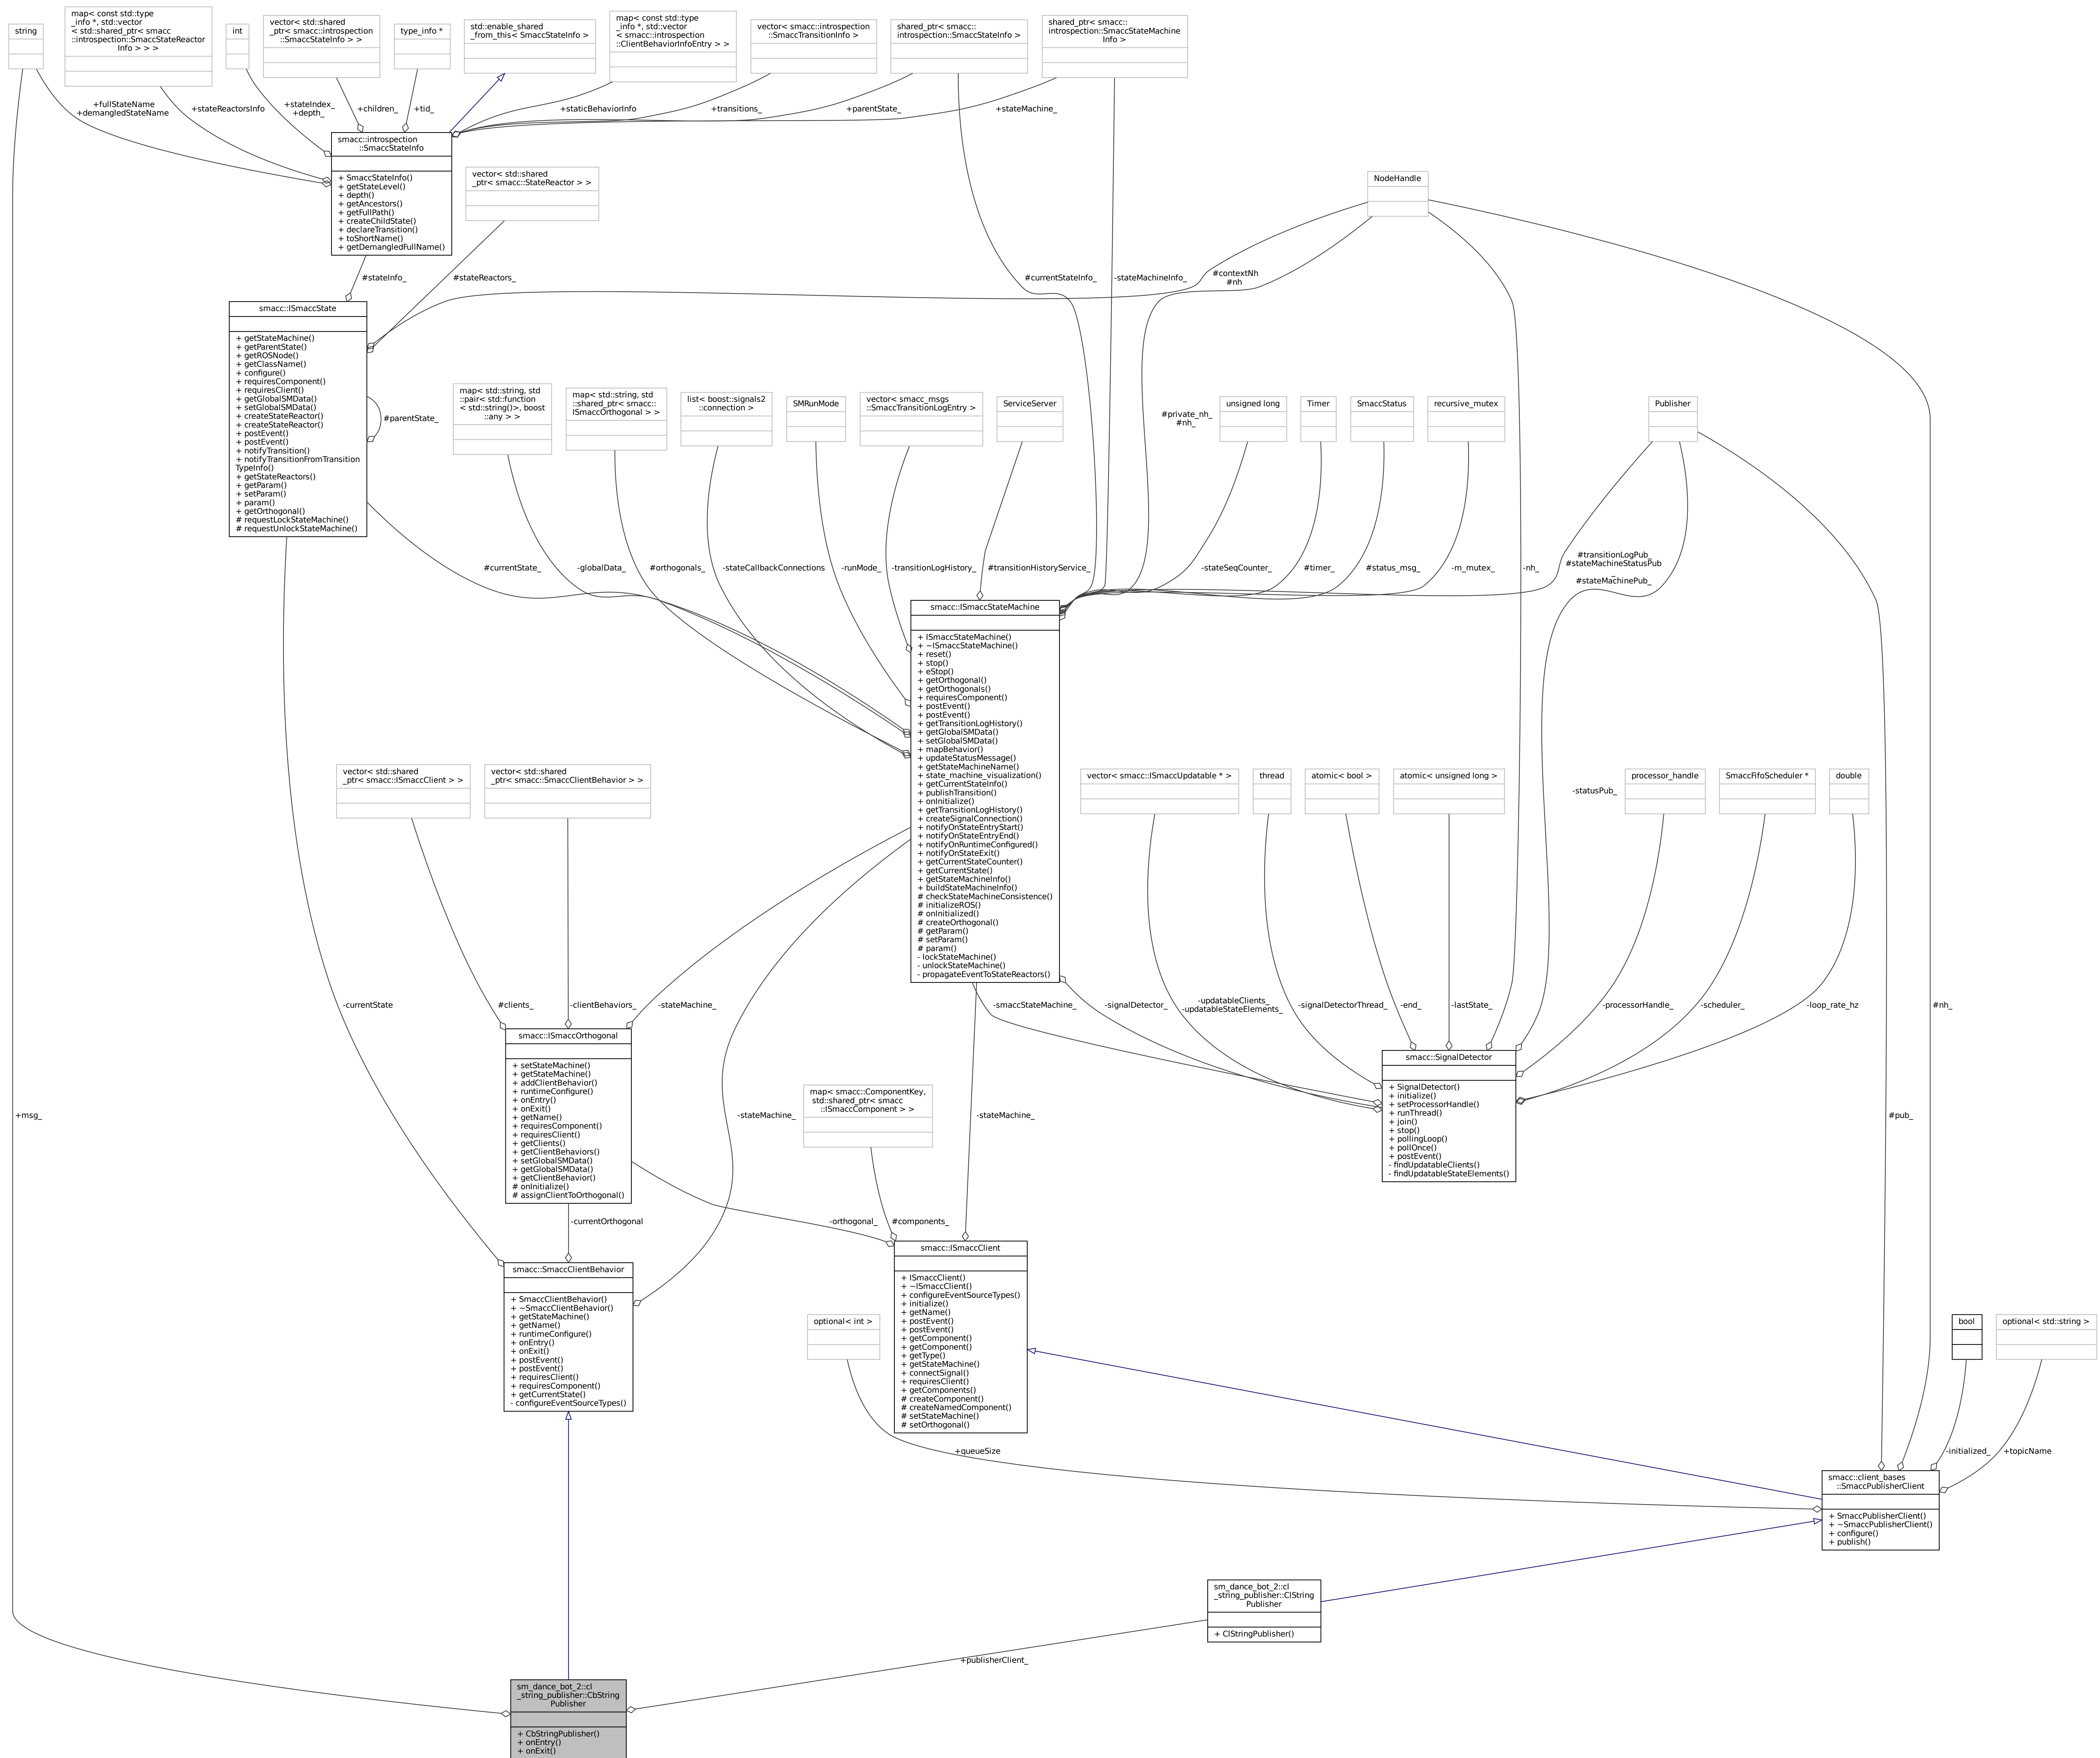 string
map< const std::type
_info *, std::vector
< std::shared_ptr< smacc
::introspection::SmaccStateReactor
Info > > >
int
vector< std::shared
_ptr< smacc::introspection
::SmaccStateInfo > >
type_info *
std::enable_shared
_from_this< SmaccStateInfo >
map< const std::type
_info *, std::vector
< smacc::introspection
::ClientBehaviorInfoEntry > >
vector< smacc::introspection
::SmaccTransitionInfo >
shared_ptr< smacc::
introspection::SmaccStateInfo >
shared_ptr< smacc::
introspection::SmaccStateMachine
Info >
+fullStateName
+demangledStateName
+stateReactorsInfo
+stateIndex_
+depth_
+children_
+tid_
+staticBehaviorInfo
+transitions_
+parentState_
+stateMachine_
smacc::introspection
::SmaccStateInfo
+ SmaccStateInfo()
+ getStateLevel()
+ depth()
+ getAncestors()
+ getFullPath()
+ createChildState()
+ declareTransition()
+ toShortName()
+ getDemangledFullName()
vector< std::shared
_ptr< smacc::StateReactor > >
NodeHandle
#stateInfo_
#stateReactors_
#currentStateInfo_
-stateMachineInfo_
#contextNh
#nh
smacc::ISmaccState
+ getStateMachine()
+ getParentState()
+ getROSNode()
+ getClassName()
+ configure()
+ requiresComponent()
+ requiresClient()
+ getGlobalSMData()
+ setGlobalSMData()
+ createStateReactor()
+ createStateReactor()
+ postEvent()
+ postEvent()
+ notifyTransition()
+ notifyTransitionFromTransition
TypeInfo()
+ getStateReactors()
+ getParam()
+ setParam()
+ param()
+ getOrthogonal()
# requestLockStateMachine()
# requestUnlockStateMachine()
#parentState_
map< std::string, std
::pair< std::function
< std::string()>, boost
::any > >
map< std::string, std
::shared_ptr< smacc::
ISmaccOrthogonal > >
list< boost::signals2
::connection >
SMRunMode
vector< smacc_msgs
::SmaccTransitionLogEntry >
ServiceServer
#private_nh_
#nh_
unsigned long
Timer
SmaccStatus
recursive_mutex
Publisher
#currentState_
-globalData_
#orthogonals_
-stateCallbackConnections
-runMode_
-transitionLogHistory_
#transitionHistoryService_
-stateSeqCounter_
#timer_
#status_msg_
-m_mutex_
-nh_
#transitionLogPub_
#stateMachineStatusPub
_
#stateMachinePub_
smacc::ISmaccStateMachine
+ ISmaccStateMachine()
+ ~ISmaccStateMachine()
+ reset()
+ stop()
+ eStop()
+ getOrthogonal()
+ getOrthogonals()
+ requiresComponent()
+ postEvent()
+ postEvent()
+ getTransitionLogHistory()
+ getGlobalSMData()
+ setGlobalSMData()
+ mapBehavior()
+ updateStatusMessage()
+ getStateMachineName()
+ state_machine_visualization()
+ getCurrentStateInfo()
+ publishTransition()
+ onInitialize()
+ getTransitionLogHistory()
+ createSignalConnection()
+ notifyOnStateEntryStart()
+ notifyOnStateEntryEnd()
+ notifyOnRuntimeConfigured()
+ notifyOnStateExit()
+ getCurrentStateCounter()
+ getCurrentState()
+ getStateMachineInfo()
+ buildStateMachineInfo()
# checkStateMachineConsistence()
# initializeROS()
# onInitialized()
# createOrthogonal()
# getParam()
# setParam()
# param()
- lockStateMachine()
- unlockStateMachine()
- propagateEventToStateReactors()
vector< std::shared
_ptr< smacc::ISmaccClient > >
vector< std::shared
_ptr< smacc::SmaccClientBehavior > >
vector< smacc::ISmaccUpdatable * >
thread
atomic< bool >
atomic< unsigned long >
-statusPub_
processor_handle
SmaccFifoScheduler *
double
-currentState
#clients_
-clientBehaviors_
-stateMachine_
-smaccStateMachine_
-signalDetector_
-updatableClients_
-updatableStateElements_
-signalDetectorThread_
-end_
-lastState_
-processorHandle_
-scheduler_
-loop_rate_hz
#nh_
smacc::ISmaccOrthogonal
+ setStateMachine()
+ getStateMachine()
+ addClientBehavior()
+ runtimeConfigure()
+ onEntry()
+ onExit()
+ getName()
+ requiresComponent()
+ requiresClient()
+ getClients()
+ getClientBehaviors()
+ setGlobalSMData()
+ getGlobalSMData()
+ getClientBehavior()
# onInitialize()
# assignClientToOrthogonal()
smacc::SignalDetector
+ SignalDetector()
+ initialize()
+ setProcessorHandle()
+ runThread()
+ join()
+ stop()
+ pollingLoop()
+ pollOnce()
+ postEvent()
- findUpdatableClients()
- findUpdatableStateElements()
+msg_
-stateMachine_
map< smacc::ComponentKey,
std::shared_ptr< smacc
::ISmaccComponent > >
-stateMachine_
#pub_
-currentOrthogonal
-orthogonal_
#components_
smacc::SmaccClientBehavior
+ SmaccClientBehavior()
+ ~SmaccClientBehavior()
+ getStateMachine()
+ getName()
+ runtimeConfigure()
+ onEntry()
+ onExit()
+ postEvent()
+ postEvent()
+ requiresClient()
+ requiresComponent()
+ getCurrentState()
- configureEventSourceTypes()
smacc::ISmaccClient
+ ISmaccClient()
+ ~ISmaccClient()
+ configureEventSourceTypes()
+ initialize()
+ getName()
+ postEvent()
+ postEvent()
+ getComponent()
+ getComponent()
+ getType()
+ getStateMachine()
+ connectSignal()
+ requiresClient()
+ getComponents()
# createComponent()
# createNamedComponent()
# setStateMachine()
# setOrthogonal()
optional< int >
bool
optional< std::string >
+queueSize
-initialized_
+topicName
smacc::client_bases
::SmaccPublisherClient
+ SmaccPublisherClient()
+ ~SmaccPublisherClient()
+ configure()
+ publish()
sm_dance_bot_2::cl
_string_publisher::ClString
Publisher
+ ClStringPublisher()
+publisherClient_
sm_dance_bot_2::cl
_string_publisher::CbString
Publisher
+ CbStringPublisher()
+ onEntry()
+ onExit()